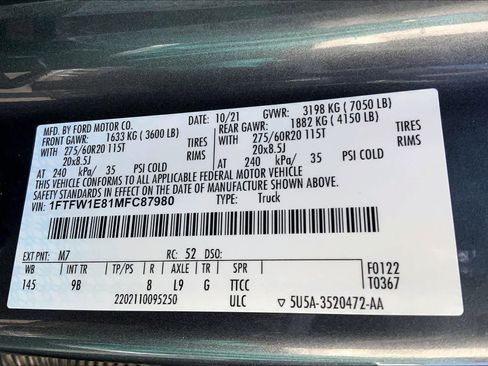 MFD. BY FORD MOTOR CO. 10/21 GVWR: 3198 KG ( 7050 LB)
FRONT GAWR: REAR GAWR:
1633 KG ( 3600 LB) 1882 KG ( 4150 LB)
275/60R20 115T TIRES 275/60R20 115T TIRES
20x8.5J RIMS 20x8.5J RIMS
AT 240 kPa/ 35 PSI COLD AT 240 kPa/ 35 PSI COLD
THIS VEHICLE CONFORMS TO ALL APPLICABLE FEDERAL MOTOR VEHICLE
SAFETY STANDARDS IN EFFECT ON THE DATE OF MANUFACTURE SHOWN ABOVE.
VIN: 1FTFW1E81MFC87980 TYPE: Truck
EXT PNT: M7 RC: 52 DSO:
WB 9B TP/PS R AXLE TR SPR F0122
145 INT TR 8 L9 G TTCC T0367
2202110095250 ULC ▽ 5U5A-3520472-AA